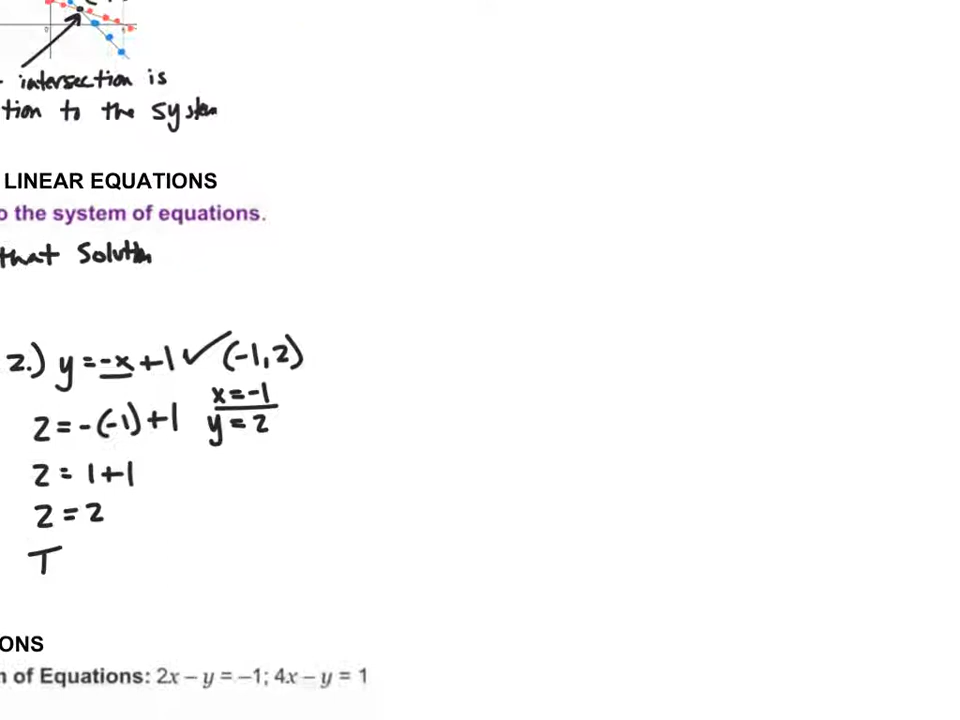 intersection is
tion to the system
LINEAR EQUATIONS
o the system of equations.
that Solution
2.) y = -x + 1 ✓ (-1, 2)
2 = -(-1) + 1
x = -1
y = 2
2 = 1 + 1
2 = 2
T
ONS
n of Equations: 2x – y = –1; 4x – y = 1